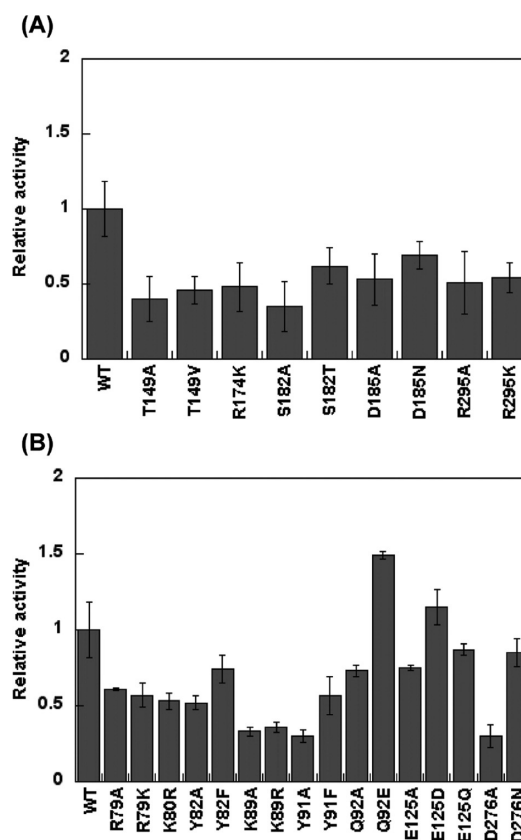 (A)
2
1.5
1
0.5
0
Relative activity
WT
T149A
T149V
R174K
S182A
S182T
D185A
D185N
R295A
R295K
(B)
2
1.5
1
0.5
0
Relative activity
WT
R79A
R79K
K80R
Y82A
Y82F
K89A
K89R
Y91A
Y91F
Q92A
Q92E
E125A
E125D
E125Q
D276A
D276N